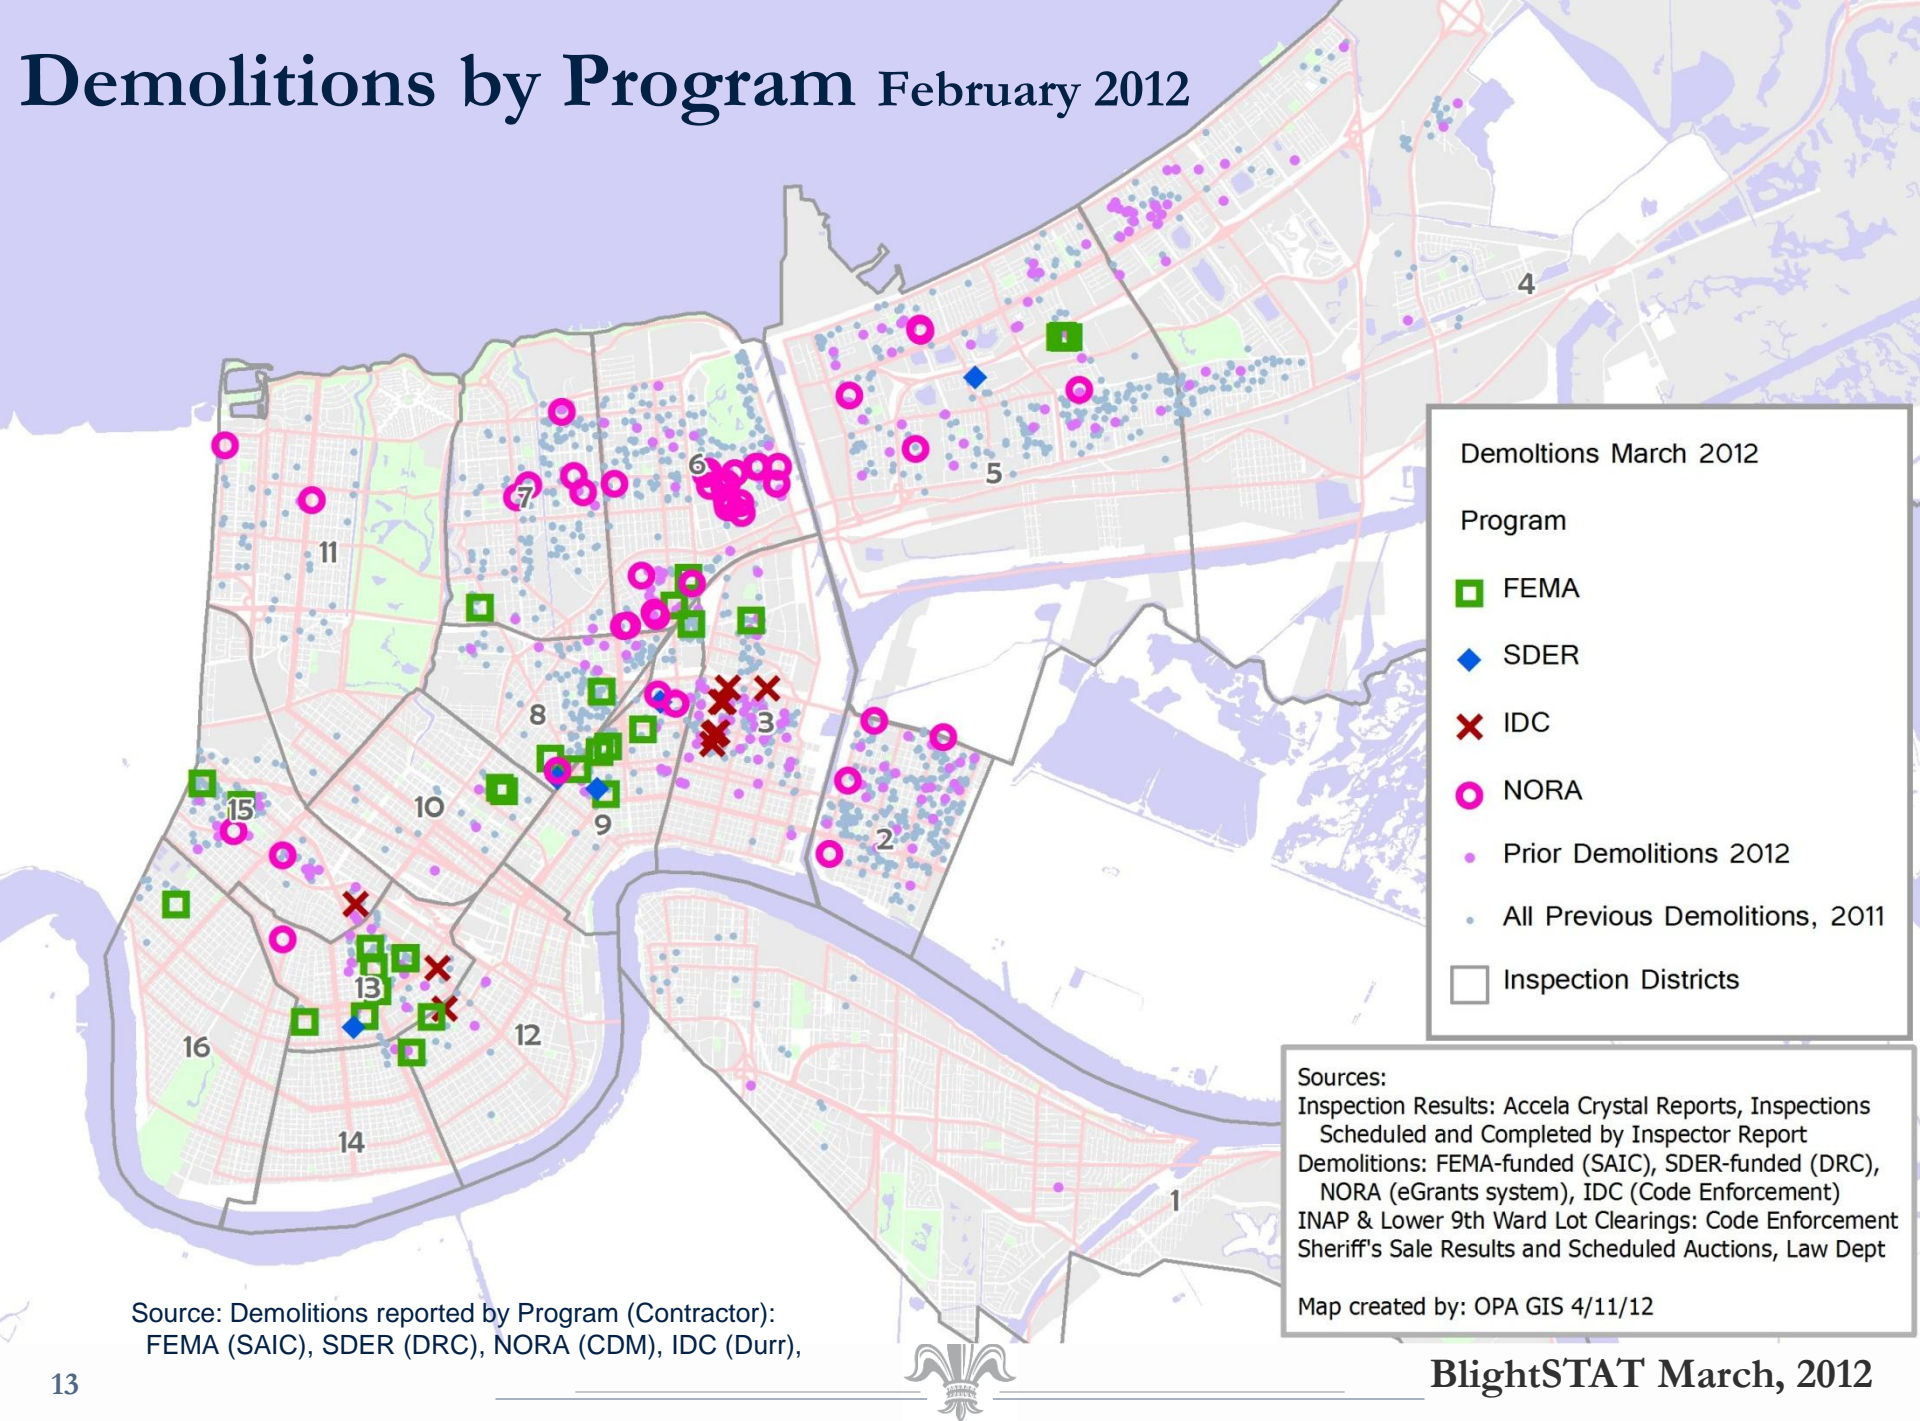 Demolitions by Program February 2012
4
6
5
7
11
8
3
10
15
9
2
13
16
12
14
1
Demoltions March 2012
Program
FEMA
SDER
IDC
NORA
Prior Demolitions 2012
All Previous Demolitions, 2011
Inspection Districts
Sources:
Inspection Results: Accela Crystal Reports, Inspections
Scheduled and Completed by Inspector Report
Demolitions: FEMA-funded (SAIC), SDER-funded (DRC),
NORA (eGrants system), IDC (Code Enforcement)
INAP & Lower 9th Ward Lot Clearings: Code Enforcement
Sheriff's Sale Results and Scheduled Auctions, Law Dept
Map created by: OPA GIS 4/11/12
Source: Demolitions reported by Program (Contractor):
FEMA (SAIC), SDER (DRC), NORA (CDM), IDC (Durr),
13
BlightSTAT March, 2012